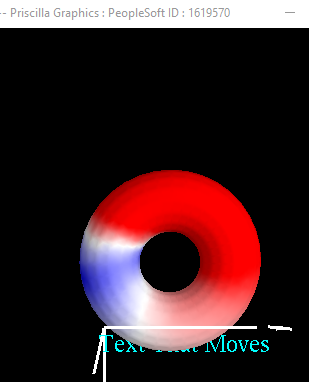 -- Priscilla Graphics : PeopleSoft ID : 1619570
Text That Moves